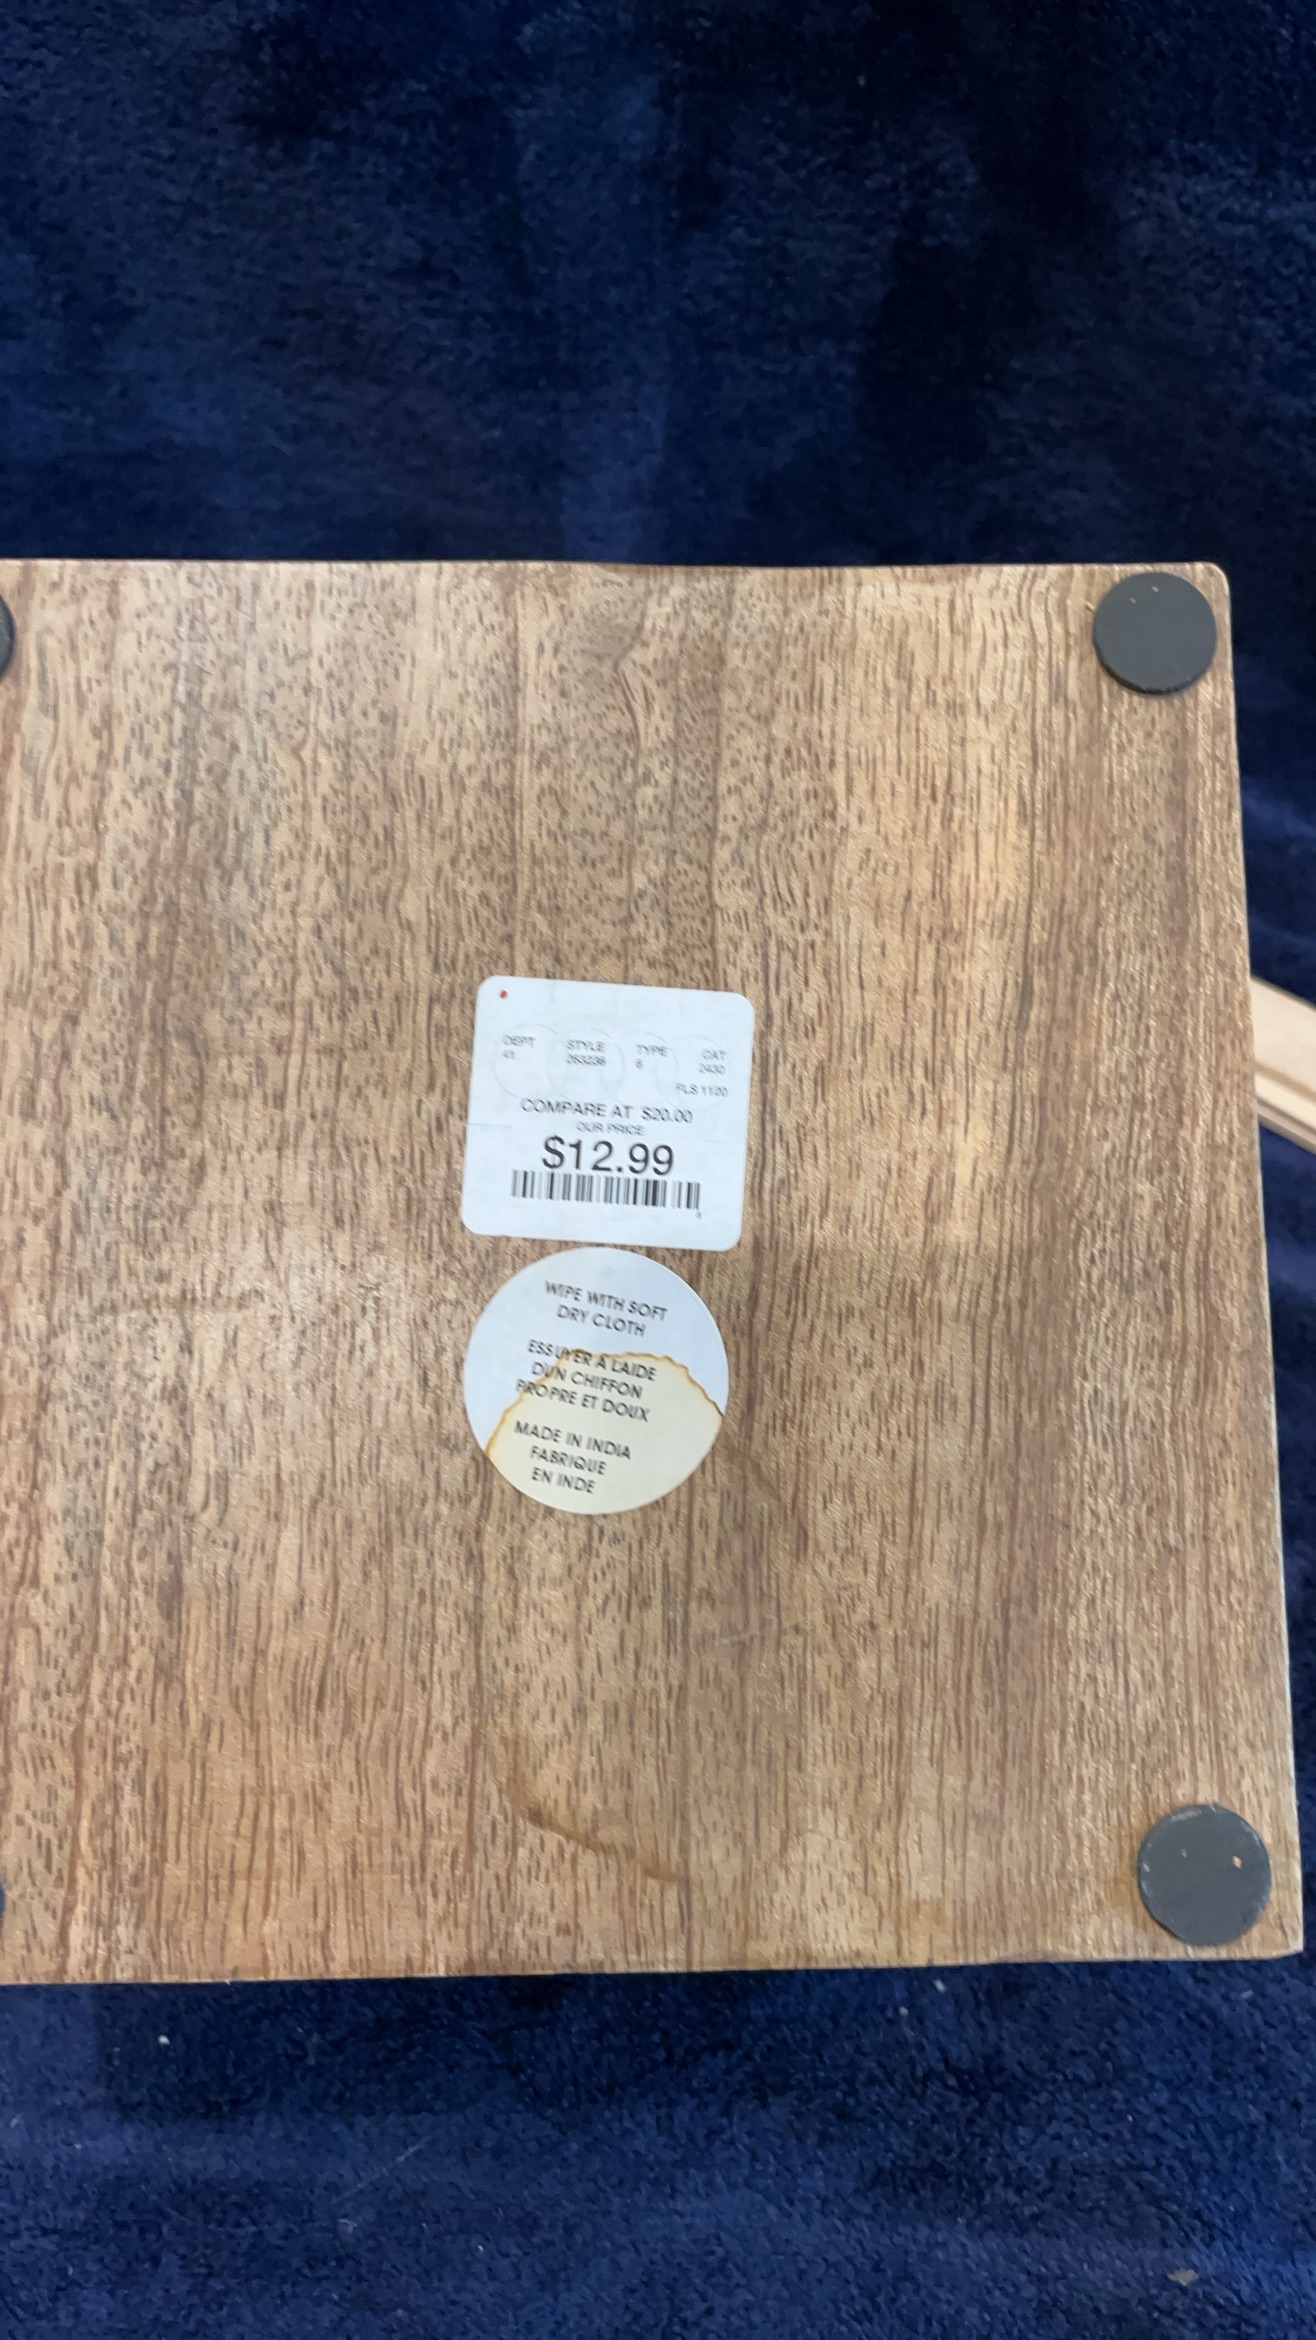 DEPT STYLE TYPE CAT
41 263236 6 2430
FLS 1120
COMPARE AT $20.00
OUR PRICE
$12.99
WIPE WITH SOFT
DRY CLOTH
ESSUYER A L'AIDE
D'UN CHIFFON
PROPRE ET DOUX
MADE IN INDIA
FABRIQUE
EN INDE